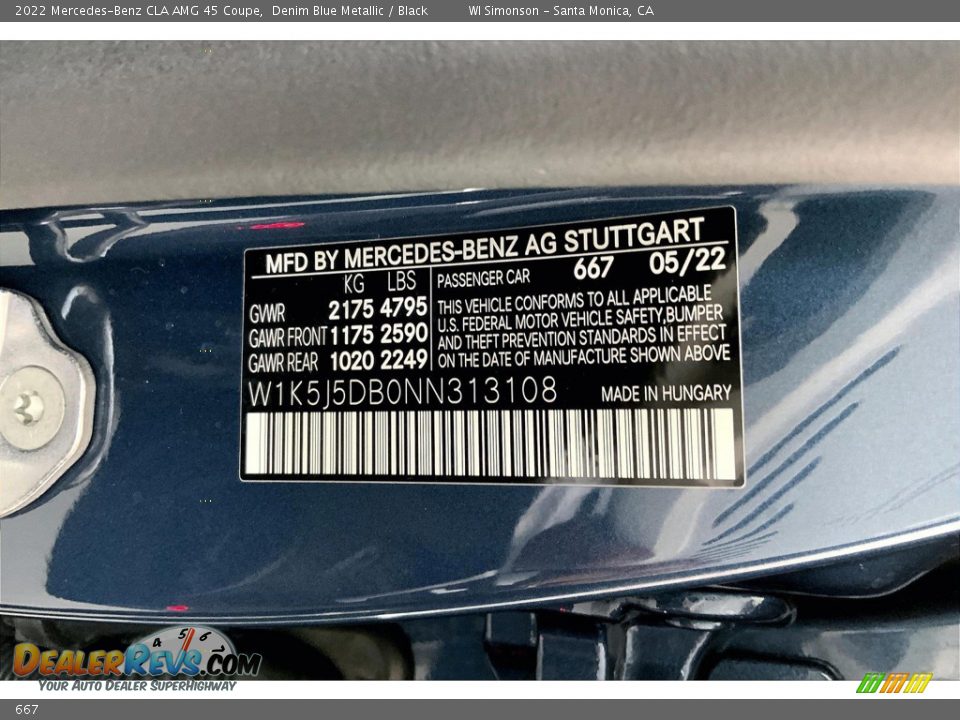 2022 Mercedes-Benz CLA AMG 45 Coupe, Denim Blue Metallic / Black WI Simonson - Santa Monica, CA
MFD BY MERCEDES-BENZ AG STUTTGART
KG LBS PASSENGER CAR 667 05/22
GVWR 2175 4795
GAWR FRONT 1175 2590
GAWR REAR 1020 2249
THIS VEHICLE CONFORMS TO ALL APPLICABLE
U.S. FEDERAL MOTOR VEHICLE SAFETY,BUMPER
AND THEFT PREVENTION STANDARDS IN EFFECT
ON THE DATE OF MANUFACTURE SHOWN ABOVE
W1K5J5DB0NN313108 MADE IN HUNGARY
4 5 6
DealerRevs.com
Your Auto Dealer SuperHighway
667